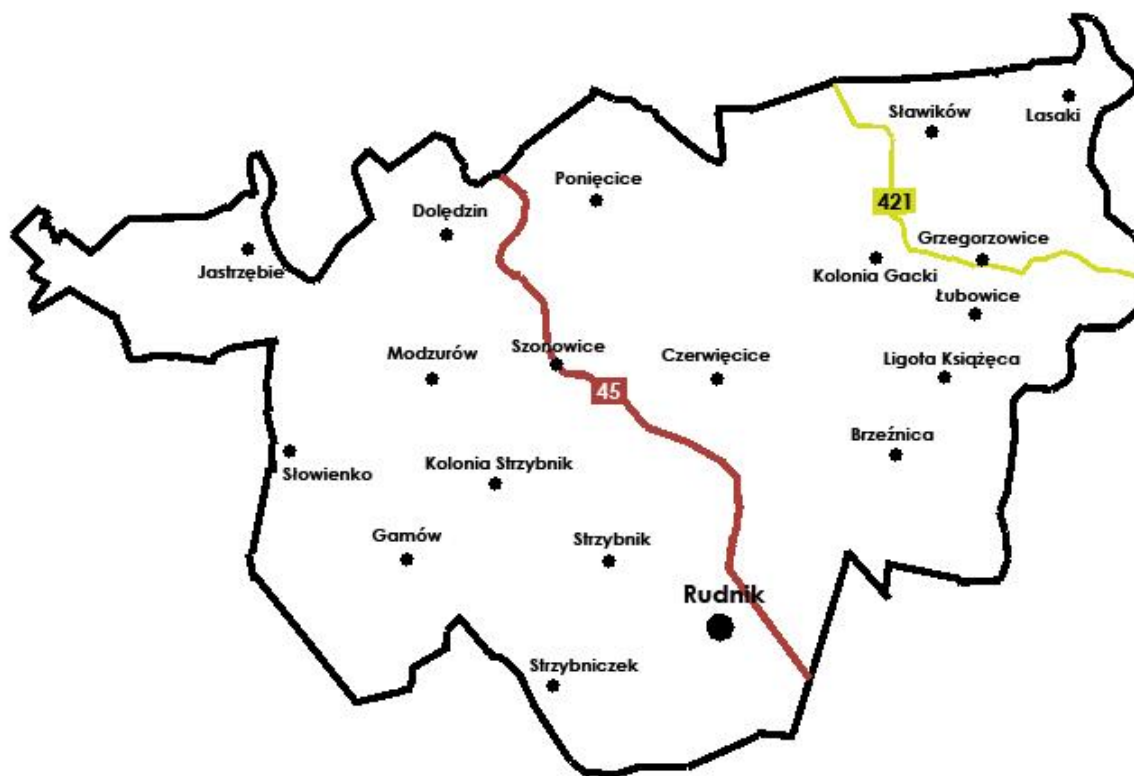 Sławików
Lasaki
Ponięcice
421
Dolędzin
Grzegorzowice
Jastrzębie
Kolonia Gacki
Łubowice
Szonowice
Modzurów
Czerwięcice
Ligota Książęca
45
Brzeźnica
Kolonia Strzybnik
Słowienko
Gamów
Strzybnik
Rudnik
Strzybniczek